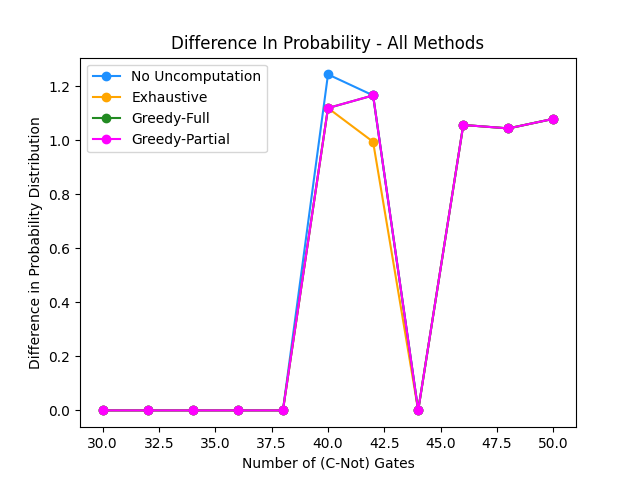 Difference In Probability - All Methods
No Uncomputation
Exhaustive
Greedy-Full
Greedy-Partial
Difference in Probability Distribution
1.2
1.0
0.8
0.6
0.4
0.2
0.0
30.0 32.5 35.0 37.5 40.0 42.5 45.0 47.5 50.0
Number of (C-Not) Gates